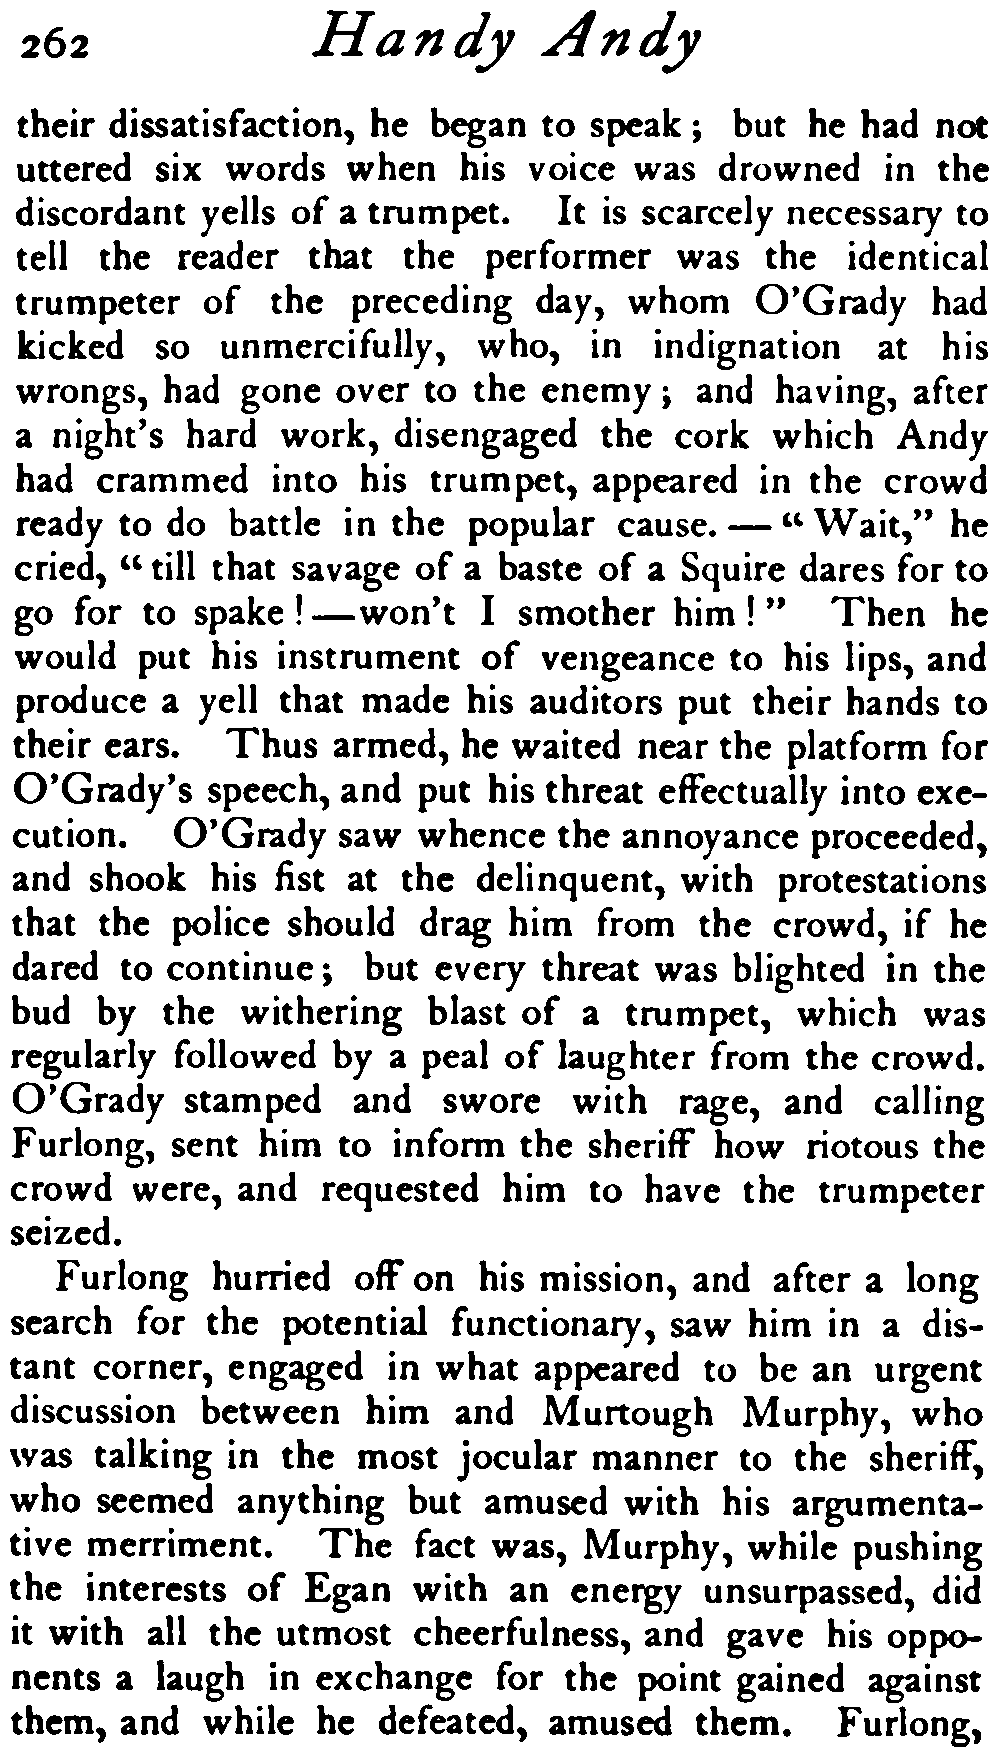 262 Handy Andy
their dissatisfaction, he began to speak; but he had not
uttered six words when his voice was drowned in the
discordant yells of a trumpet. It is scarcely necessary to
tell the reader that the performer was the identical
trumpeter of the preceding day, whom O'Grady had
kicked so unmercifully, who, in indignation at his
wrongs, had gone over to the enemy; and having, after
a night's hard work, disengaged the cork which Andy
had crammed into his trumpet, appeared in the crowd
ready to do battle in the popular cause. — "Wait," he
cried, "till that savage of a baste of a Squire dares for to
go for to spake!—won't I smother him!" Then he
would put his instrument of vengeance to his lips, and
produce a yell that made his auditors put their hands to
their ears. Thus armed, he waited near the platform for
O'Grady's speech, and put his threat effectually into exe-
cution. O'Grady saw whence the annoyance proceeded,
and shook his fist at the delinquent, with protestations
that the police should drag him from the crowd, if he
dared to continue; but every threat was blighted in the
bud by the withering blast of a trumpet, which was
regularly followed by a peal of laughter from the crowd.
O'Grady stamped and swore with rage, and calling
Furlong, sent him to inform the sheriff how riotous the
crowd were, and requested him to have the trumpeter
seized.
Furlong hurried off on his mission, and after a long
search for the potential functionary, saw him in a dis-
tant corner, engaged in what appeared to be an urgent
discussion between him and Murtough Murphy, who
was talking in the most jocular manner to the sheriff,
who seemed anything but amused with his argumenta-
tive merriment. The fact was, Murphy, while pushing
the interests of Egan with an energy unsurpassed, did
it with all the utmost cheerfulness, and gave his oppo-
nents a laugh in exchange for the point gained against
them, and while he defeated, amused them. Furlong,